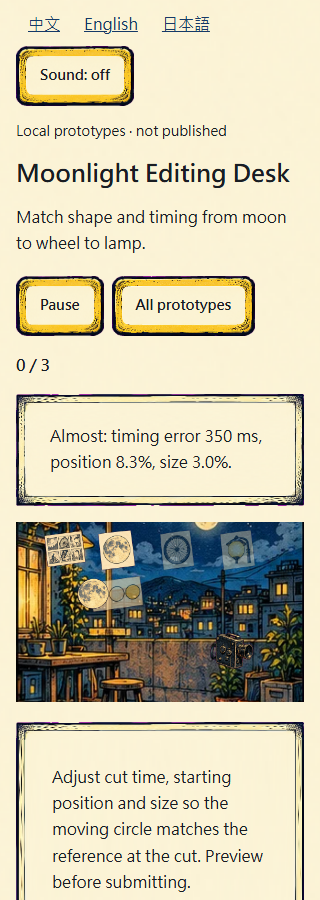 中文 English 日本語
Sound: off
Local prototypes · not published
Moonlight Editing Desk
Match shape and timing from moon
to wheel to lamp.
Pause All prototypes
0 / 3
Almost: timing error 350 ms,
position 8.3%, size 3.0%.
Adjust cut time, starting
position and size so the
moving circle matches the
reference at the cut. Preview
before submitting.